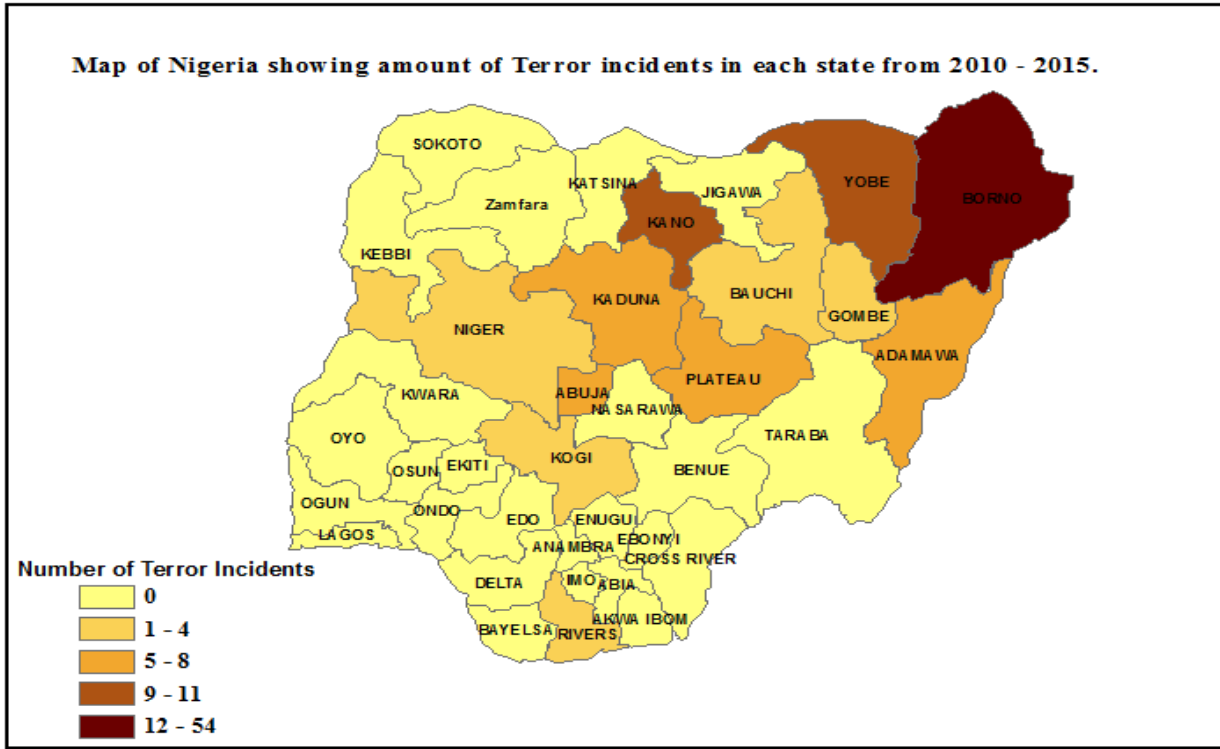 Map of Nigeria showing amount of Terror incidents in each state from 2010 - 2015.
SOKOTO
KATSINA
Zamfara
JIGAWA
YOBE
BORNO
KANO
KEBBI
KADUNA
BAUCHI
GOMBE
NIGER
ADAMAWA
PLATEAU
ABUJA
KWARA
NASARAWA
TARABA
OYO
KOGI
BENUE
OSUN
EKITI
OGUN
ONDO
EDO
ENUGU
LAGOS
EBONYI
ANAMBRA
CROSS RIVER
DELTA
IMO
ABIA
AKWA IBOM
BAYELSA
RIVERS
Number of Terror Incidents
0
1 - 4
5 - 8
9 - 11
12 - 54